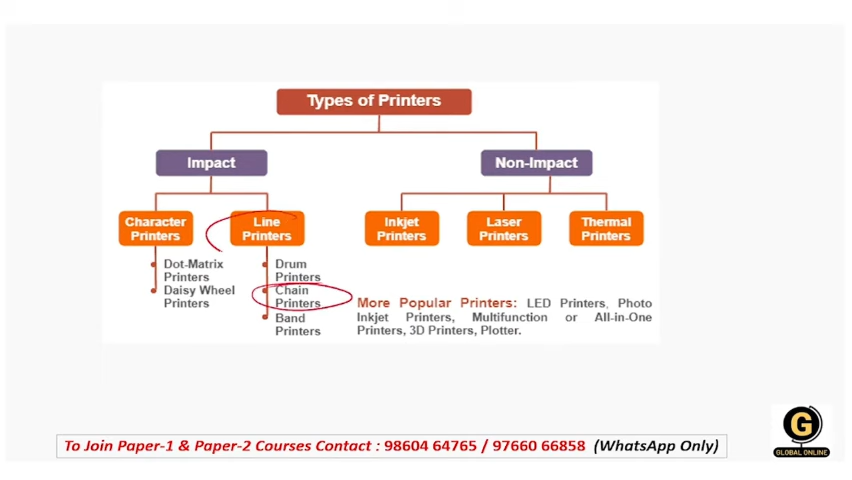 Types of Printers
Impact
Non-Impact
Character
Printers
Line
Printers
Inkjet
Printers
Laser
Printers
Thermal
Printers
Dot-Matrix
Printers
Daisy Wheel
Printers
Drum
Printers
Chain
Printers
Band
Printers
More Popular Printers: LED Printers, Photo
Inkjet Printers, Multifunction or All-in-One
Printers, 3D Printers, Plotter.
To Join Paper-1 & Paper-2 Courses Contact : 98604 64765 / 97660 66858 (WhatsApp Only)
G
GLOBAL ONLINE